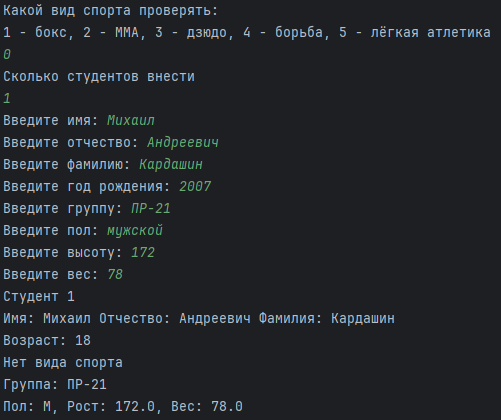 Какой вид спорта проверять:
1 - бокс, 2 - ММА, 3 - дзюдо, 4 - борьба, 5 - лёгкая атлетика
0
Сколько студентов внести
1
Введите имя: Михаил
Введите отчество: Андреевич
Введите фамилию: Кардашин
Введите год рождения: 2007
Введите группу: ПР-21
Введите пол: мужской
Введите высоту: 172
Введите вес: 78
Студент 1
Имя: Михаил Отчество: Андреевич Фамилия: Кардашин
Возраст: 18
Нет вида спорта
Группа: ПР-21
Пол: М, Рост: 172.0, Вес: 78.0